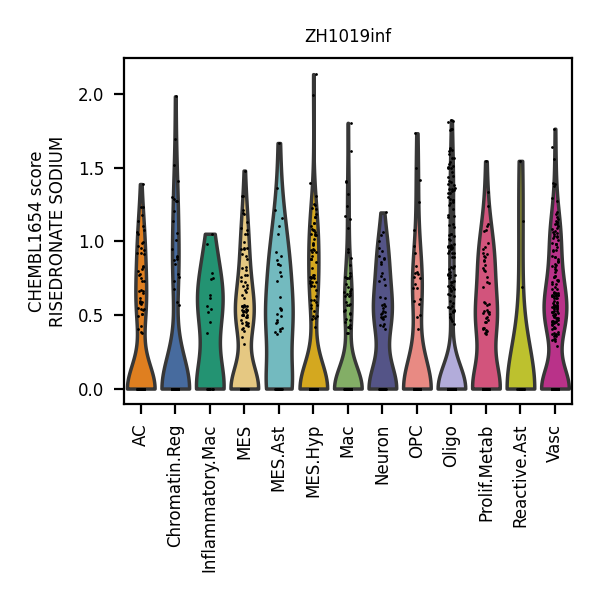 ZH1019inf
CHEMBL1654 score
RISEDRONATE SODIUM
2.0
1.5
1.0
0.5
0.0
AC
Chromatin.Reg
Inflammatory.Mac
MES
MES.Ast
MES.Hyp
Mac
Neuron
OPC
Oligo
Prolif.Metab
Reactive.Ast
Vasc